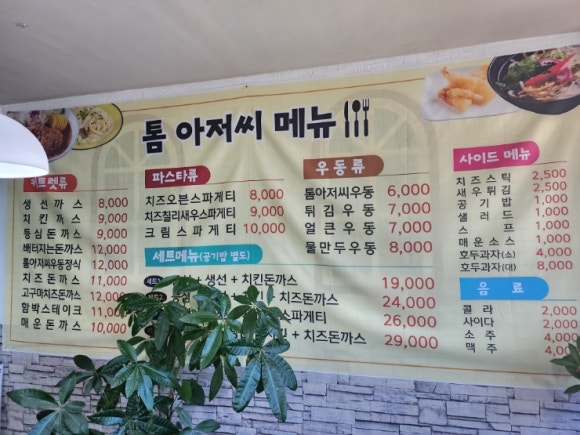 톰 아저씨 메뉴
커트렛류
생선까스 8,000
치킨까스 9,000
등심돈까스 9,000
배터지는돈까스 12,000
톰아저씨우동정식 12,000
치즈돈까스 11,000
고구마치즈돈까스 12,000
함박스테이크 11,000
매운돈까스 10,000
파스타류
치즈오븐스파게티 8,000
치즈칠리새우스파게티 9,000
크림스파게티 10,000
세트메뉴(공기밥 별도)
+ 생선 + 치킨돈까스 19,000
치즈돈까스 24,000
스파게티 26,000
+ 치즈돈까스 29,000
우동류
톰아저씨우동 6,000
튀김우동 7,000
얼큰우동 7,000
물만두우동 8,000
사이드 메뉴
치즈스틱 2,500
새우튀김 2,500
공기밥 1,000
샐러드 1,000
스프 1,000
매운소스 1,000
호두과자(소) 4,000
호두과자(대) 8,000
음료
콜라 2,000
사이다 2,000
소주 4,000
맥주 4,000